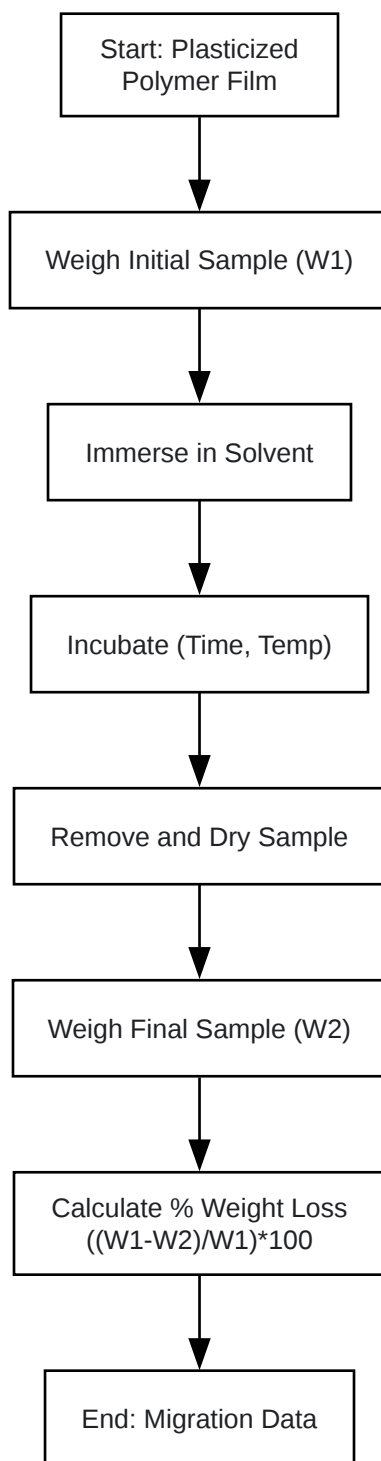 Start: Plasticized
Polymer Film
Weigh Initial Sample (W1)
Immerse in Solvent
Incubate (Time, Temp)
Remove and Dry Sample
Weigh Final Sample (W2)
Calculate % Weight Loss
((W1-W2)/W1)*100
End: Migration Data